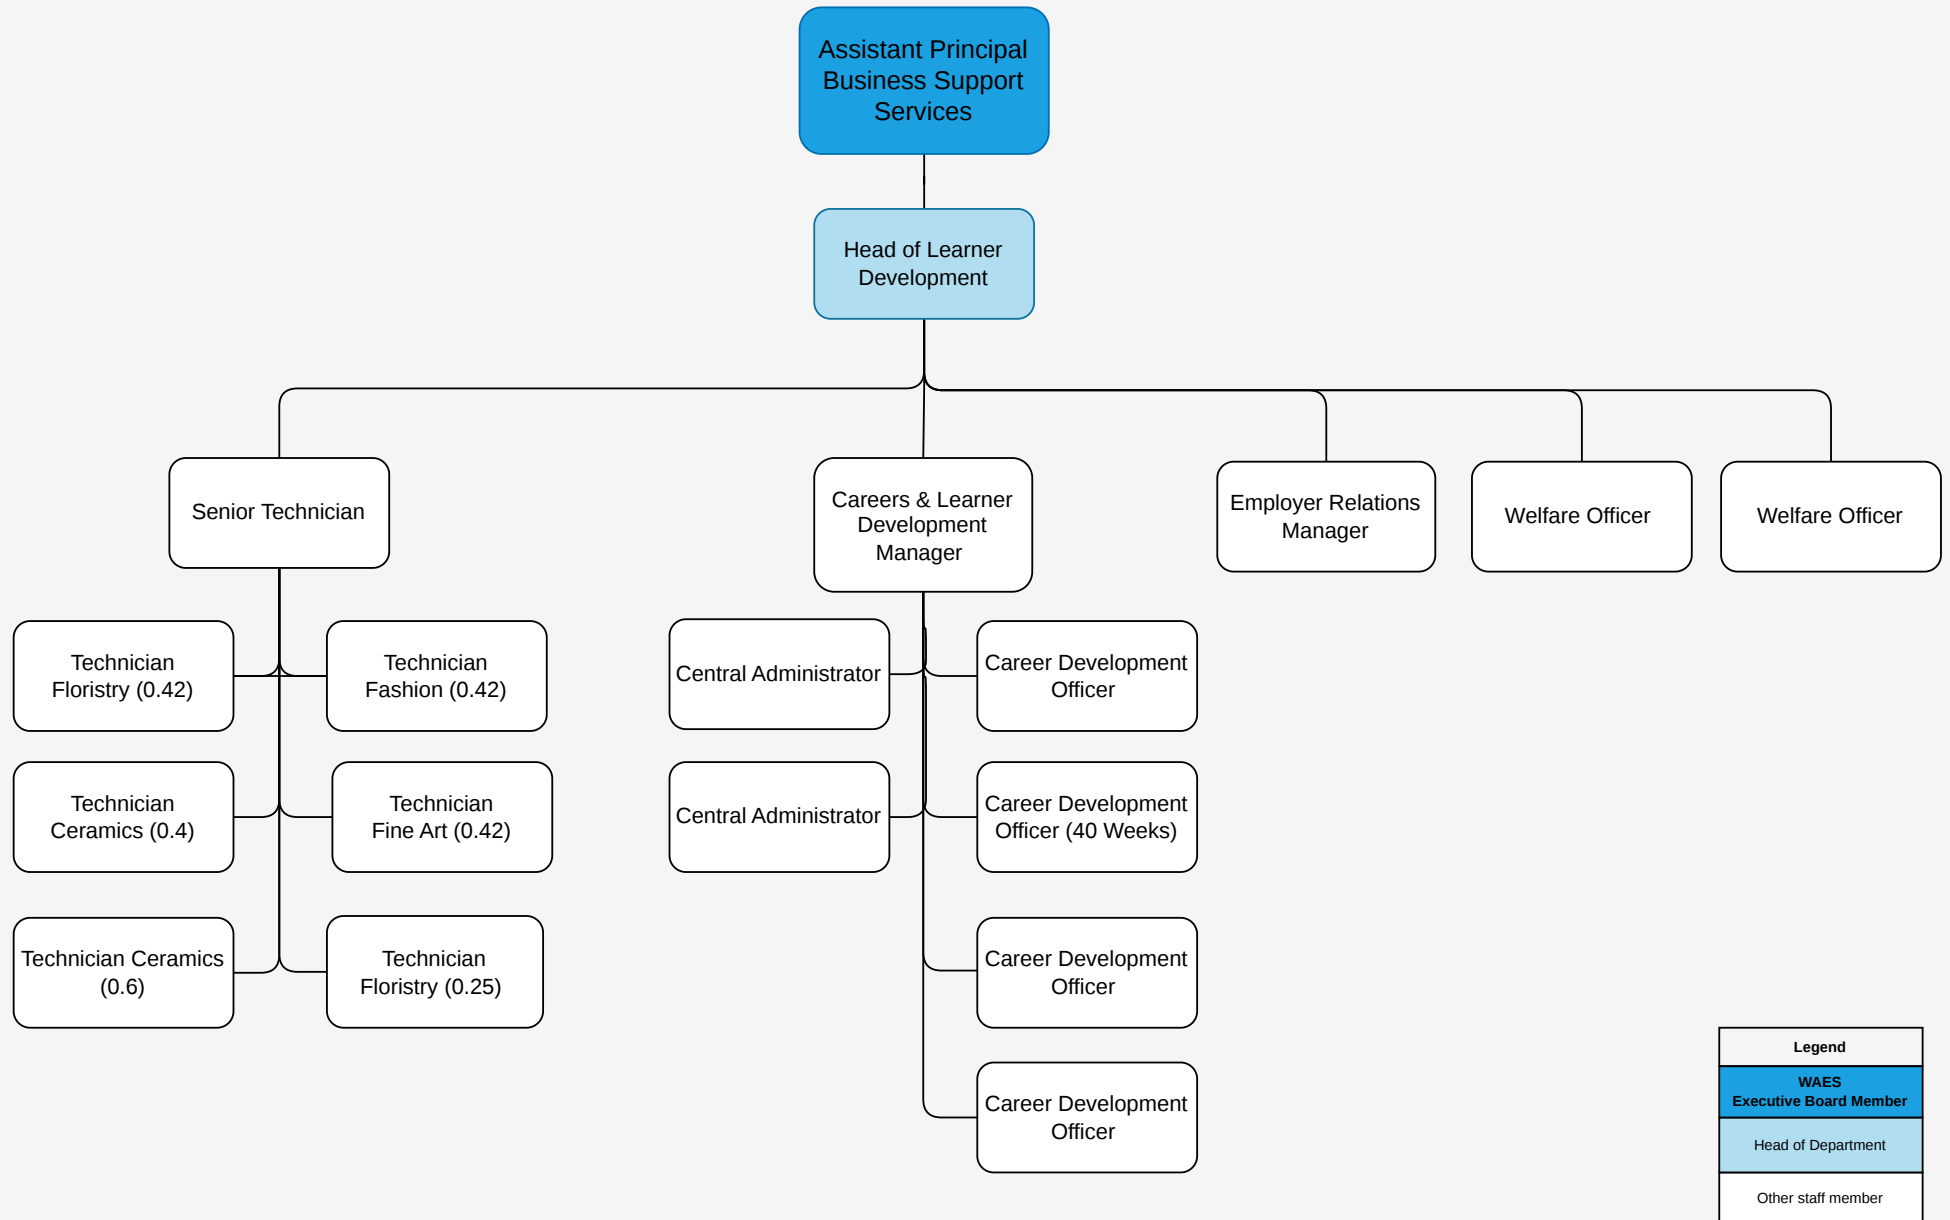 Assistant Principal
Business Support
Services
Head of Learner
Development
Senior Technician
Careers & Learner
Development
Manager
Employer Relations
Manager
Welfare Officer
Welfare Officer
Technician
Floristry (0.42)
Technician
Fashion (0.42)
Central Administrator
Career Development
Officer
Technician
Ceramics (0.4)
Technician
Fine Art (0.42)
Central Administrator
Career Development
Officer (40 Weeks)
Technician Ceramics
(0.6)
Technician
Floristry (0.25)
Career Development
Officer
Career Development
Officer
Legend
WAES
Executive Board Member
Head of Department
Other staff member